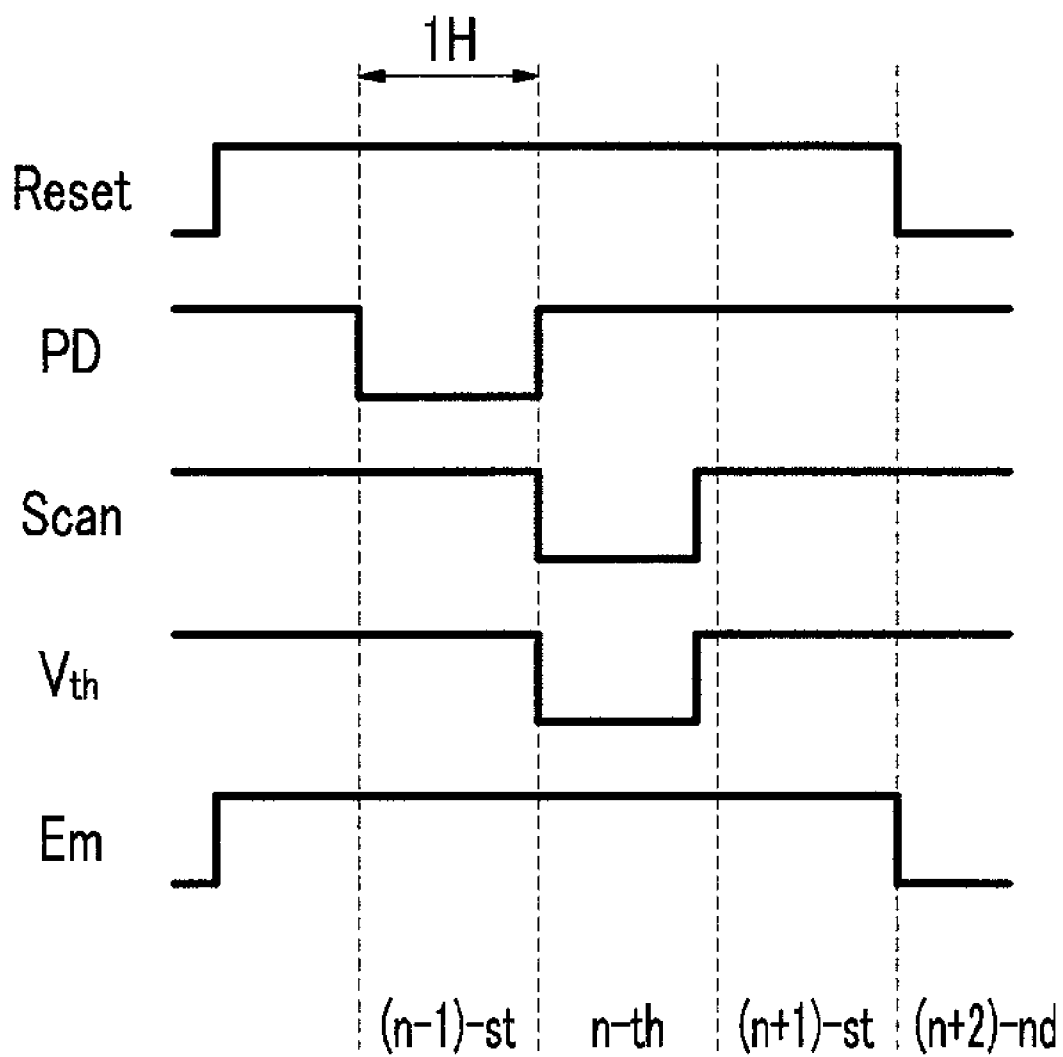 1H
Reset
PD
Scan
Vth
Em
(n-1)-st n-th (n+1)-st (n+2)-nd